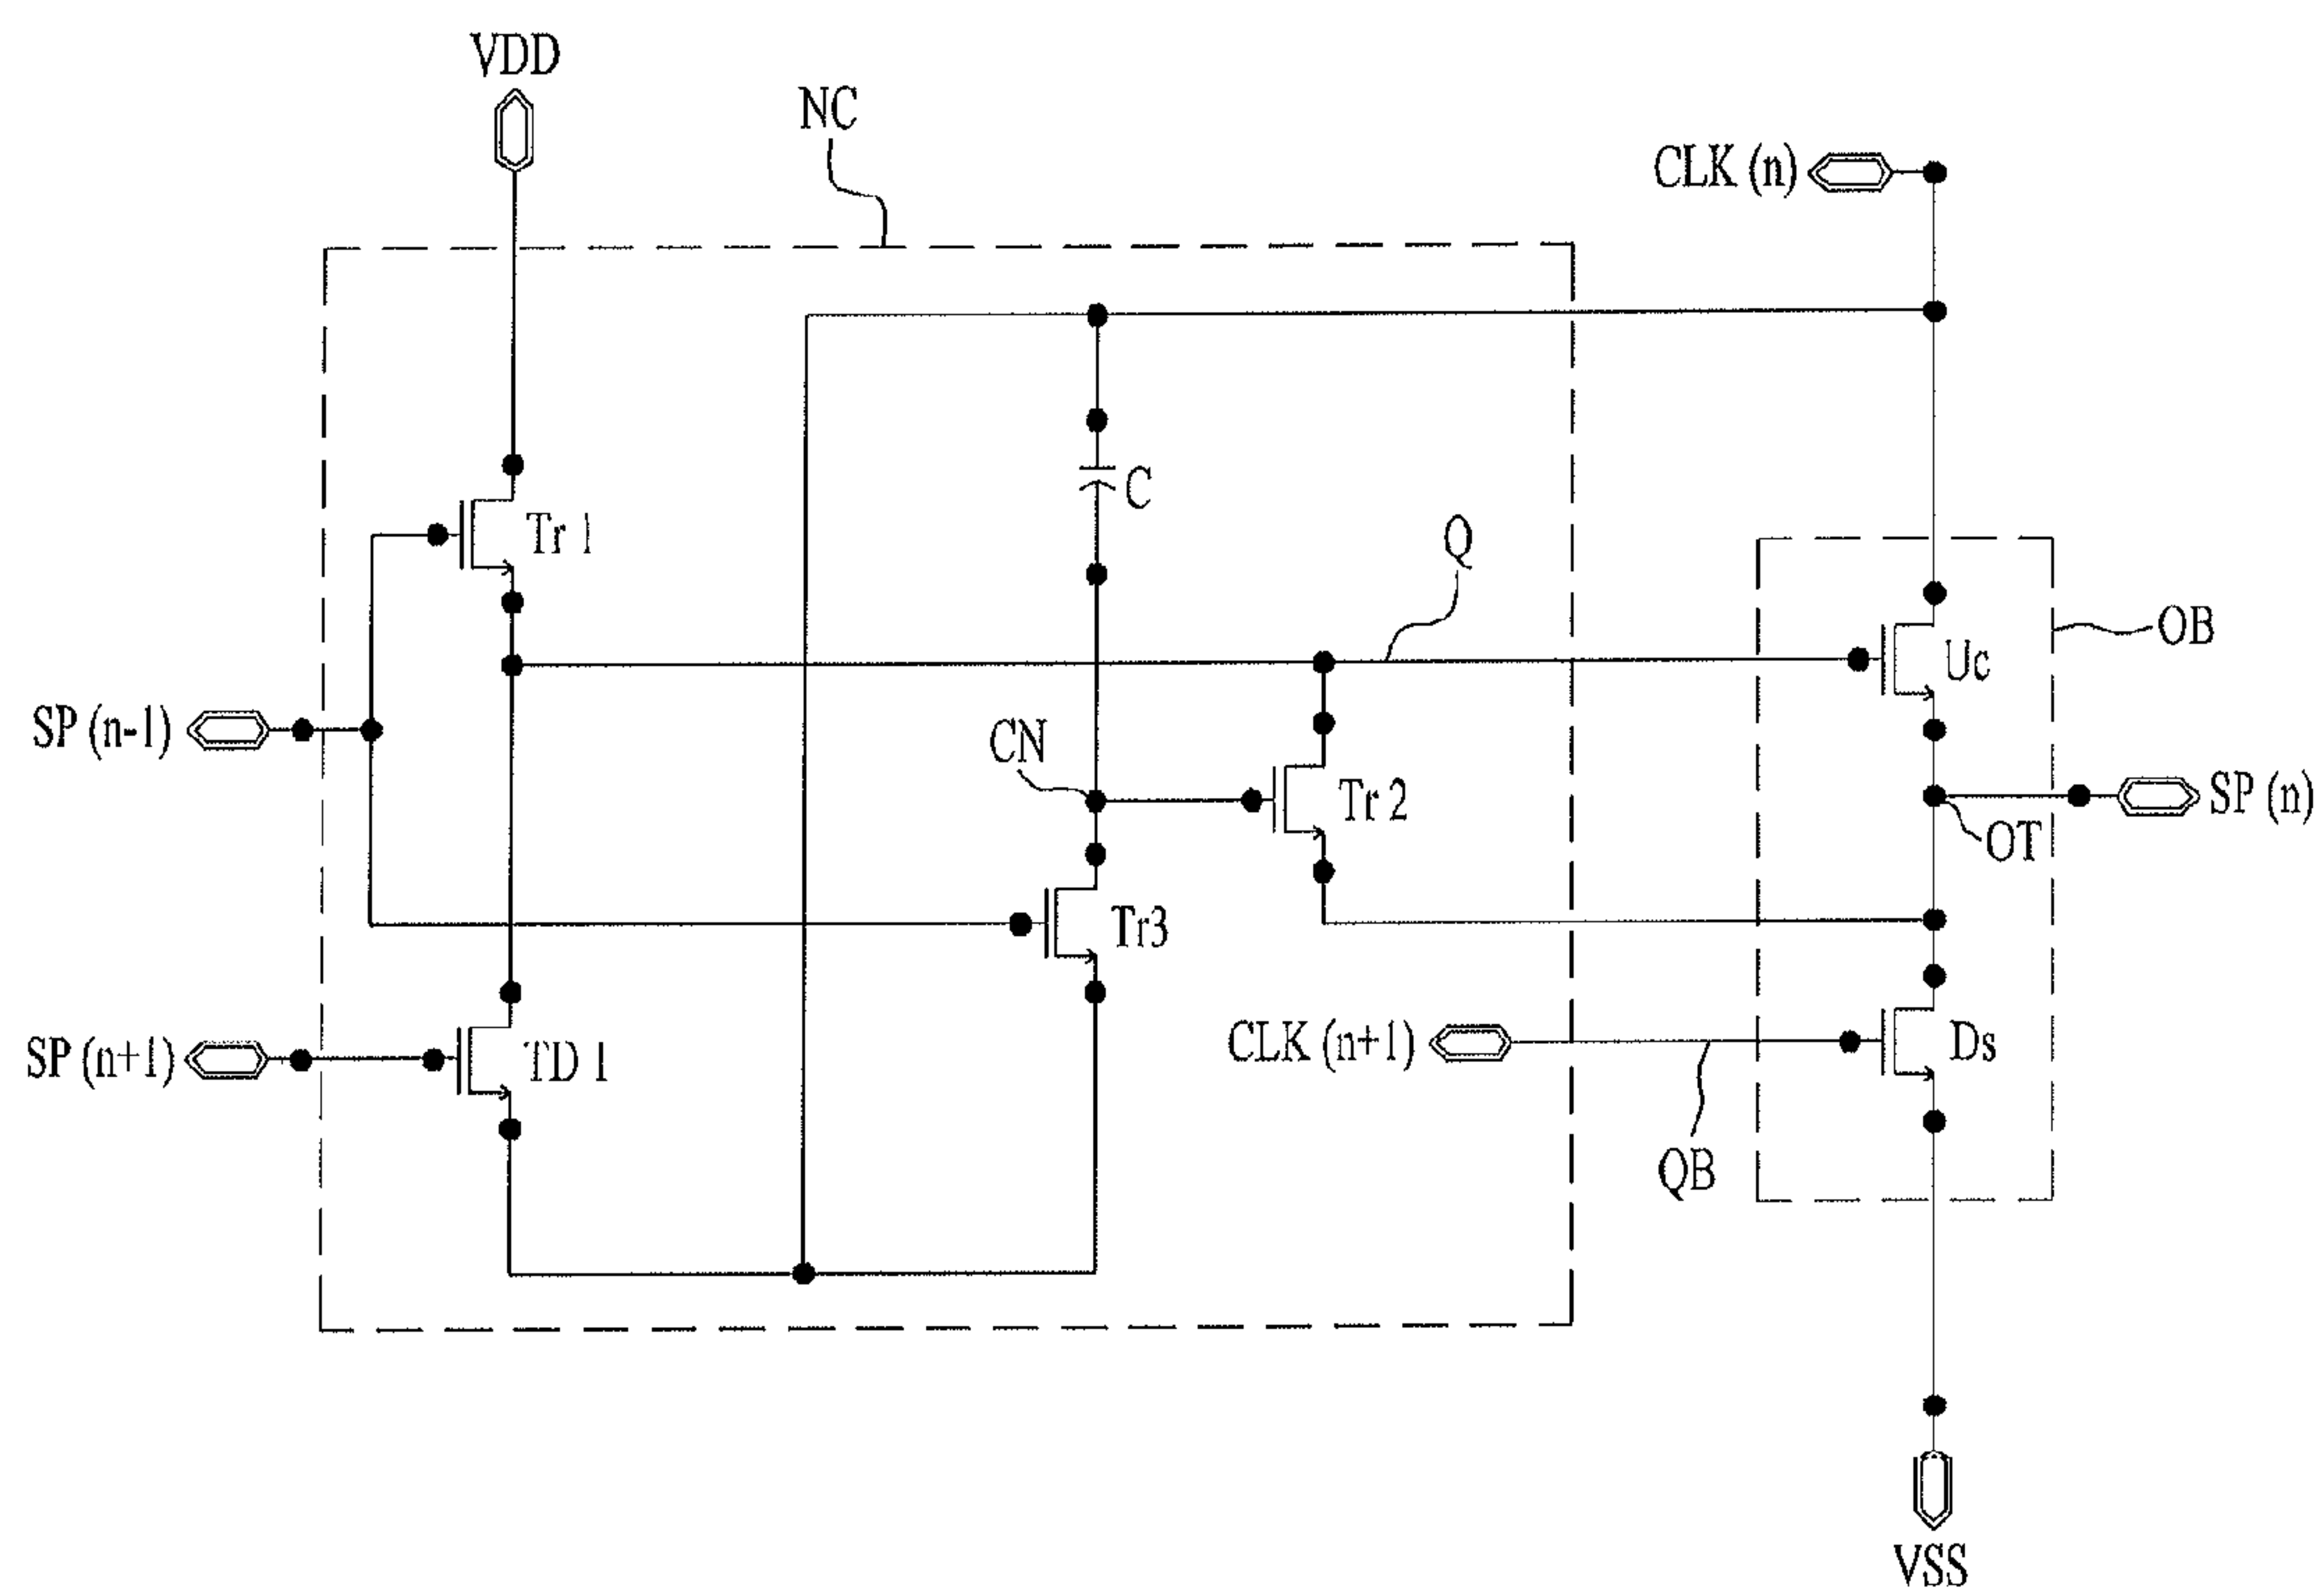 VDD
NC
CLK (n)
Tr 1
C
Q
OB
Uc
SP (n-1)
CN
Tr 2
SP (n)
OT
Tr3
SP (n+1)
TD 1
CLK (n+1)
Ds
QB
VSS